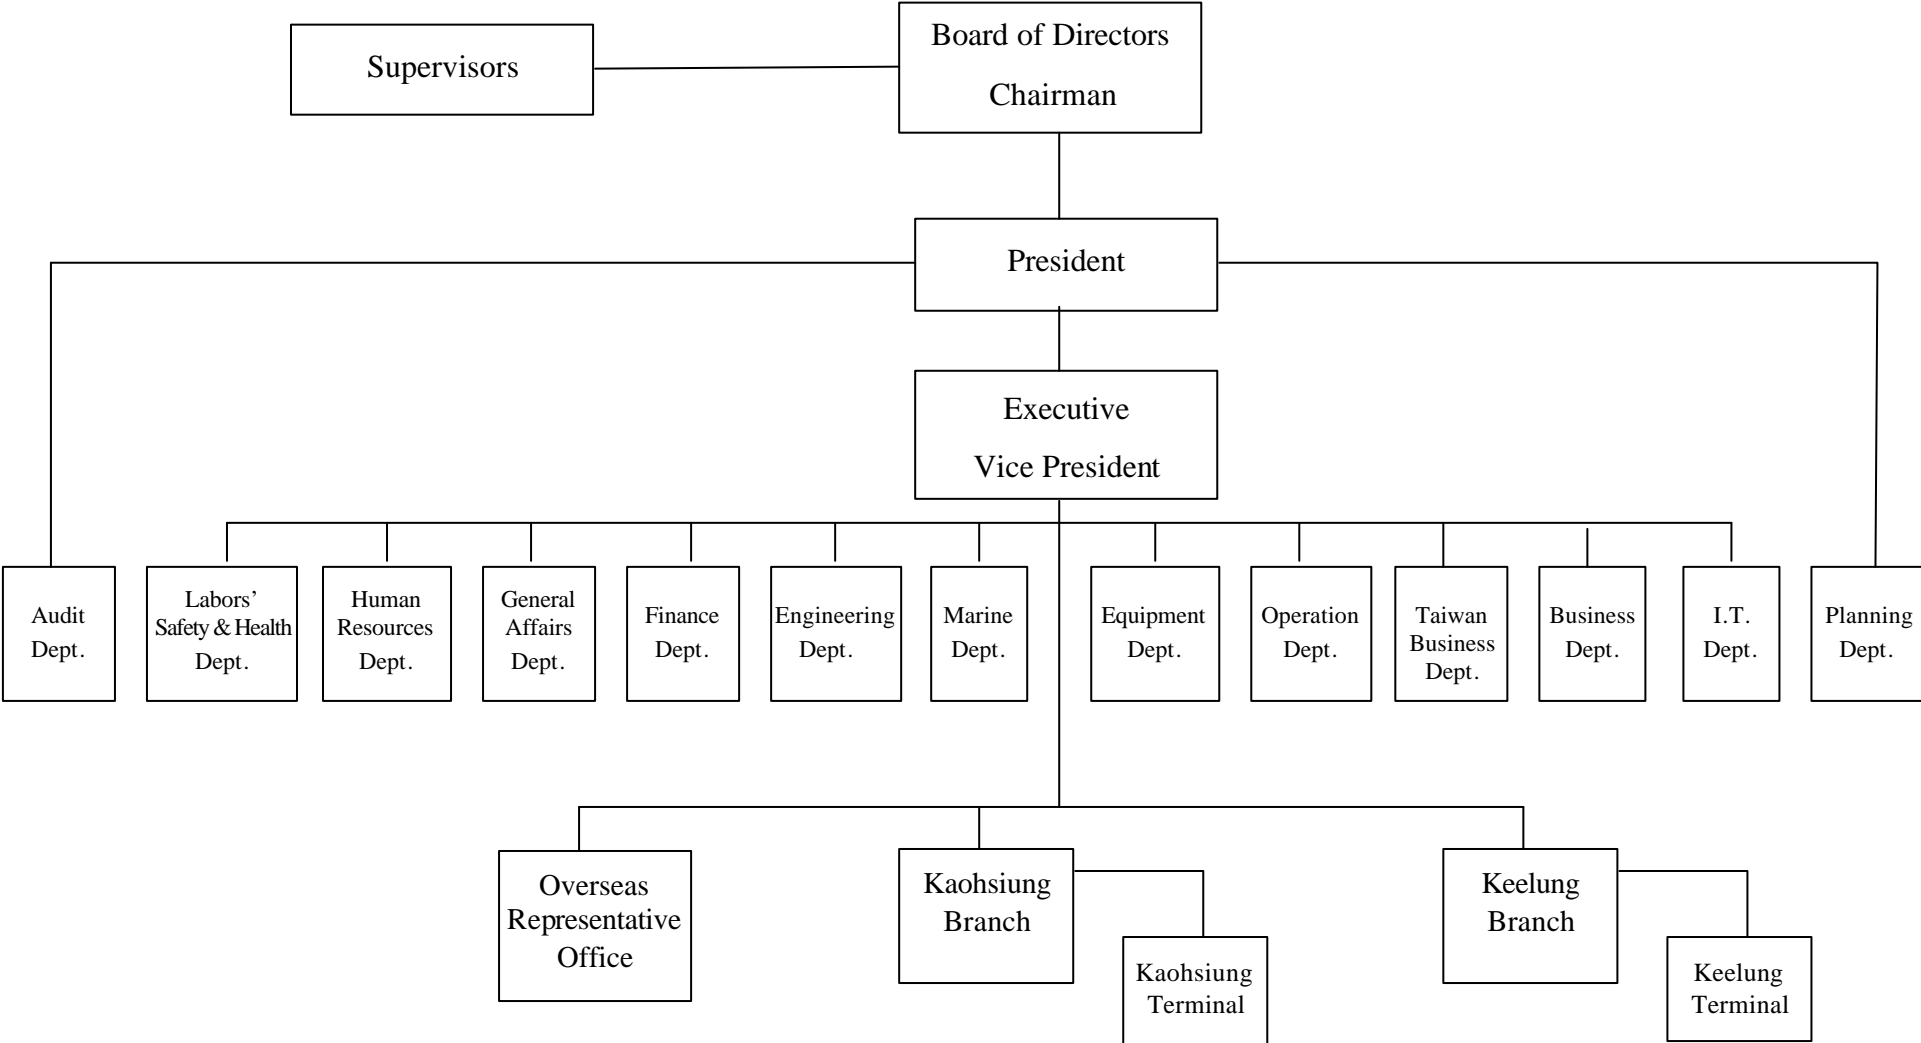 Supervisors
Board of Directors
Chairman
President
Executive
Vice President
Audit
Dept.
Labors’
Safety & Health
Dept.
Human
Resources
Dept.
General
Affairs
Dept.
Finance
Dept.
Engineering
Dept.
Marine
Dept.
Equipment
Dept.
Operation
Dept.
Taiwan
Business
Dept.
Business
Dept.
I.T.
Dept.
Planning
Dept.
Overseas
Representative
Office
Kaohsiung
Branch
Kaohsiung
Terminal
Keelung
Branch
Keelung
Terminal